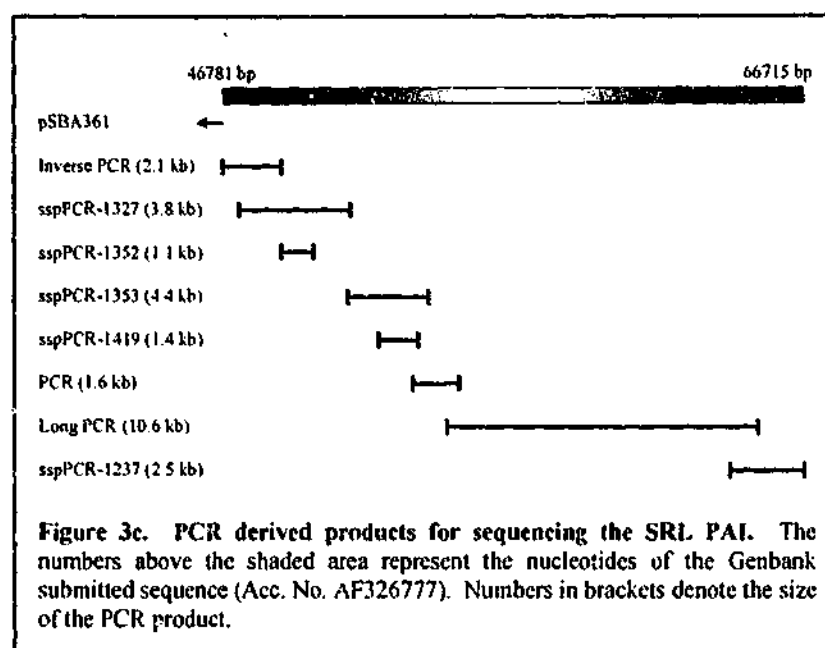 46781 bp 66715 bp
pSBA361
Inverse PCR (2.1 kb)
sspPCR-1327 (3.8 kb)
sspPCR-1352 (1.1 kb)
sspPCR-1353 (4.4 kb)
sspPCR-1419 (1.4 kb)
PCR (1.6 kb)
Long PCR (10.6 kb)
sspPCR-1237 (2.5 kb)
Figure 3c. PCR derived products for sequencing the SRL PAI. The
numbers above the shaded area represent the nucleotides of the Genbank
submitted sequence (Acc. No. AF326777). Numbers in brackets denote the size
of the PCR product.